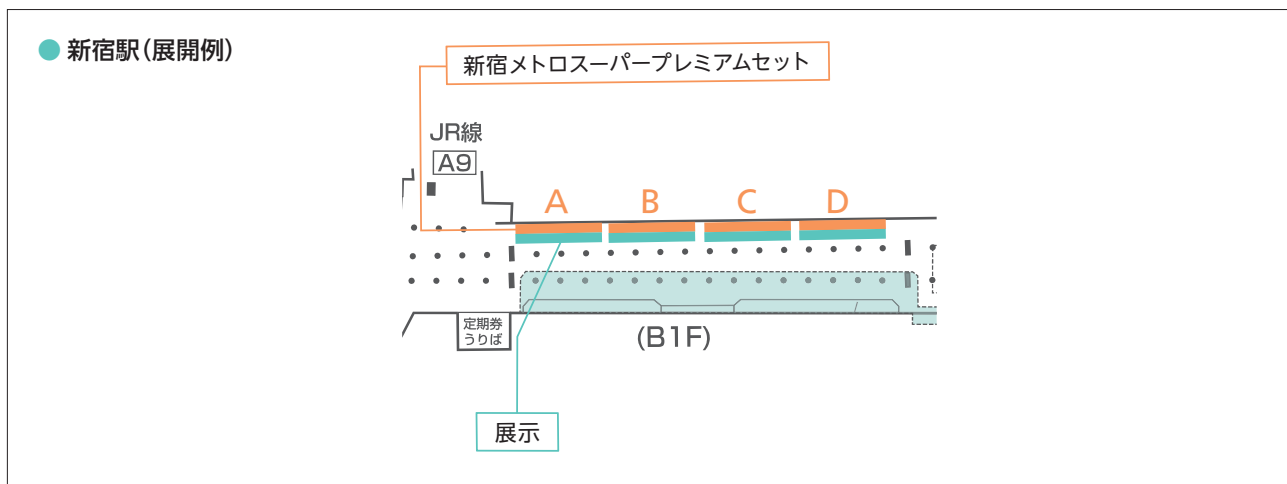 新宿駅(展開例)
新宿メトロスーパープレミアムセット
JR線
A9
A B C D
定期券
うりば
(B1F)
展示